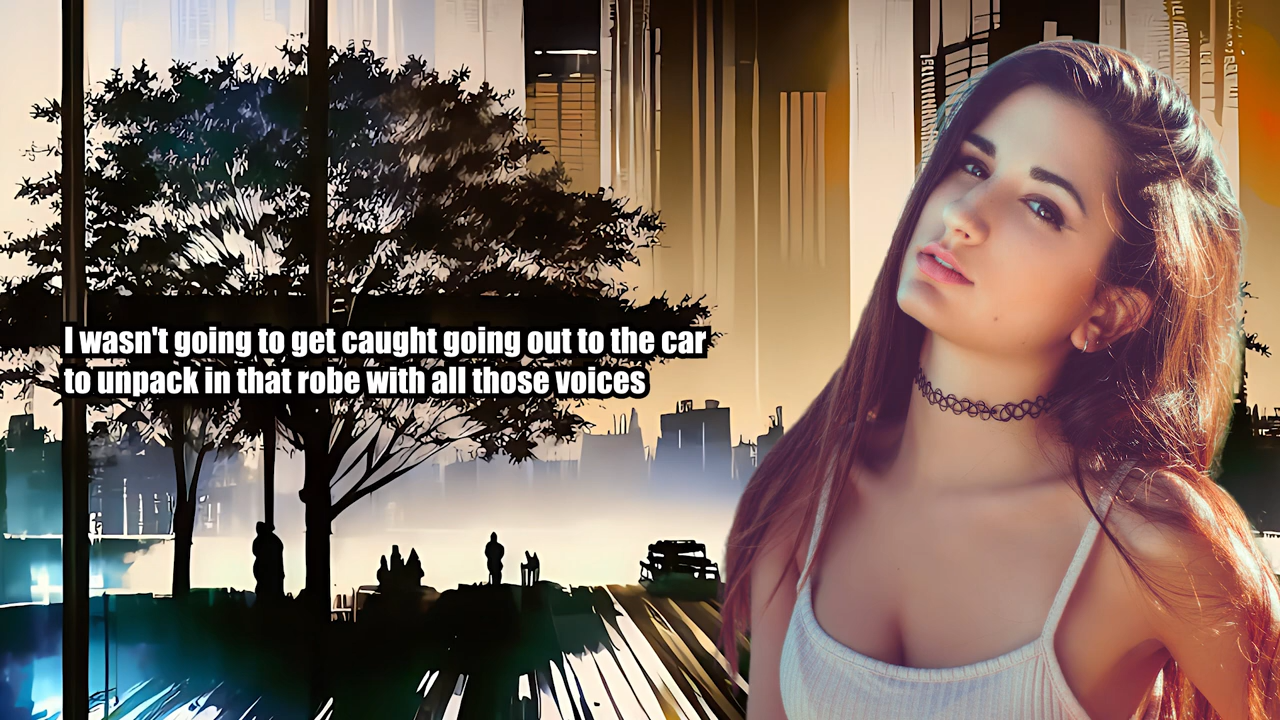 I wasn't going to get caught going out to the car
to unpack in that robe with all those voices